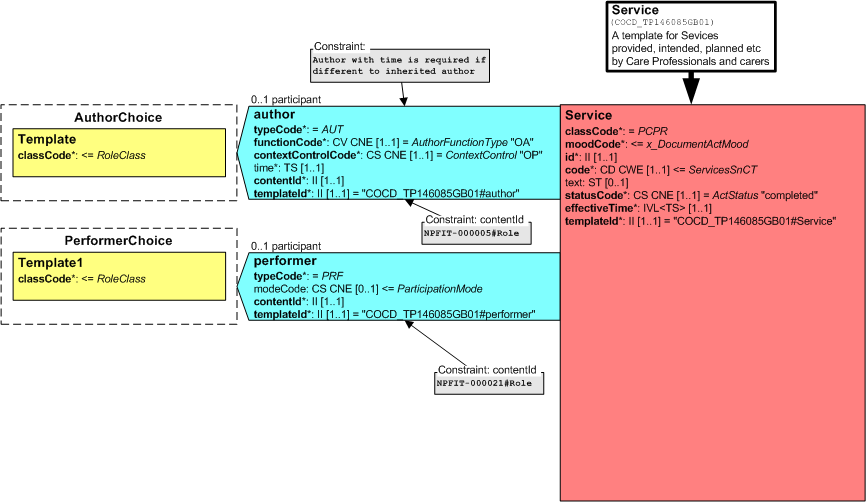 Service
(COCD_TP146085GB01)
A template for Sevices
provided, intended, planned etc
by Care Professionals and carers
Constraint:
Author with time is required if
different to inherited author
0..1 participant
AuthorChoice
Template
classCode*: <= RoleClass
author
typeCode*: = AUT
functionCode*: CV CNE [1..1] = AuthorFunctionType "OA"
contextControlCode*: CS CNE [1..1] = ContextControl "OP"
time*: TS [1..1]
contentId*: II [1..1]
templateId*: II [1..1] = "COCD_TP146085GB01#author"
Service
classCode*: = PCPR
moodCode*: <= x_DocumentActMood
id*: II [1..1]
code*: CD CWE [1..1] <= ServicesSnCT
text: ST [0..1]
statusCode*: CS CNE [1..1] = ActStatus "completed"
effectiveTime*: IVL<TS> [1..1]
templateId*: II [1..1] = "COCD_TP146085GB01#Service"
Constraint: contentId
NPFIT-000005#Role
PerformerChoice
Template1
classCode*: <= RoleClass
0..1 participant
performer
typeCode*: = PRF
modeCode: CS CNE [0..1] <= ParticipationMode
contentId*: II [1..1]
templateId*: II [1..1] = "COCD_TP146085GB01#performer"
Constraint: contentId
NPFIT-000021#Role